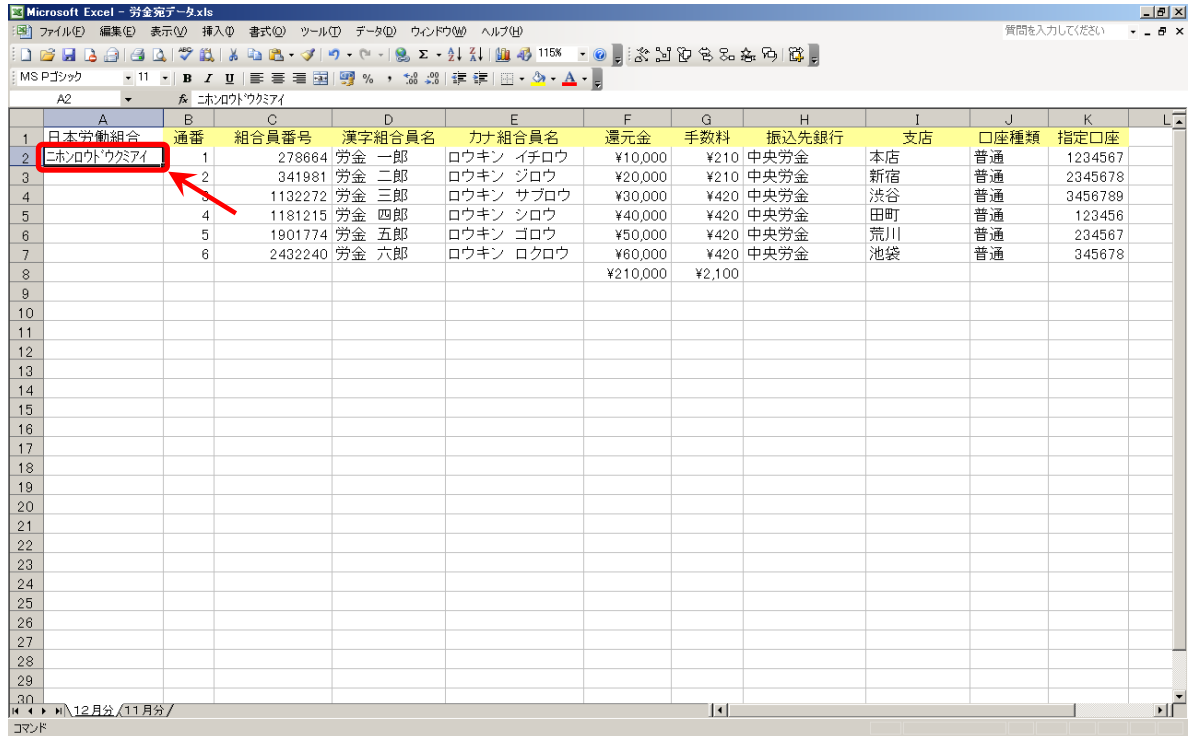 Microsoft Excel - 労金宛データ.xls
ファイル(F) 編集(E) 表示(V) 挿入(I) 書式(O) ツール(T) データ(D) ウィンドウ(W) ヘルプ(H) 質問を入力してください
115%
MS Pゴシック 11 B I U
A2 fx ﾆﾎﾝﾛｳﾄﾞｳｸﾐｱｲ
A B C D E F G H I J K L
1 日本労働組合 通番 組合員番号 漢字組合員名 カナ組合員名 還元金 手数料 振込先銀行 支店 口座種類 指定口座
2 ﾆﾎﾝﾛｳﾄﾞｳｸﾐｱｲ 1 278664 労金 一郎 ロウキン イチロウ ¥10,000 ¥210 中央労金 本店 普通 1234567
3 2 341981 労金 二郎 ロウキン ジロウ ¥20,000 ¥210 中央労金 新宿 普通 2345678
4 3 1132272 労金 三郎 ロウキン サブロウ ¥30,000 ¥420 中央労金 渋谷 普通 3456789
5 4 1181215 労金 四郎 ロウキン シロウ ¥40,000 ¥420 中央労金 田町 普通 123456
6 5 1901774 労金 五郎 ロウキン ゴロウ ¥50,000 ¥420 中央労金 荒川 普通 234567
7 6 2432240 労金 六郎 ロウキン ロクロウ ¥60,000 ¥420 中央労金 池袋 普通 345678
8 ¥210,000 ¥2,100
9
10
11
12
13
14
15
16
17
18
19
20
21
22
23
24
25
26
27
28
29
30
12月分 11月分
コマンド